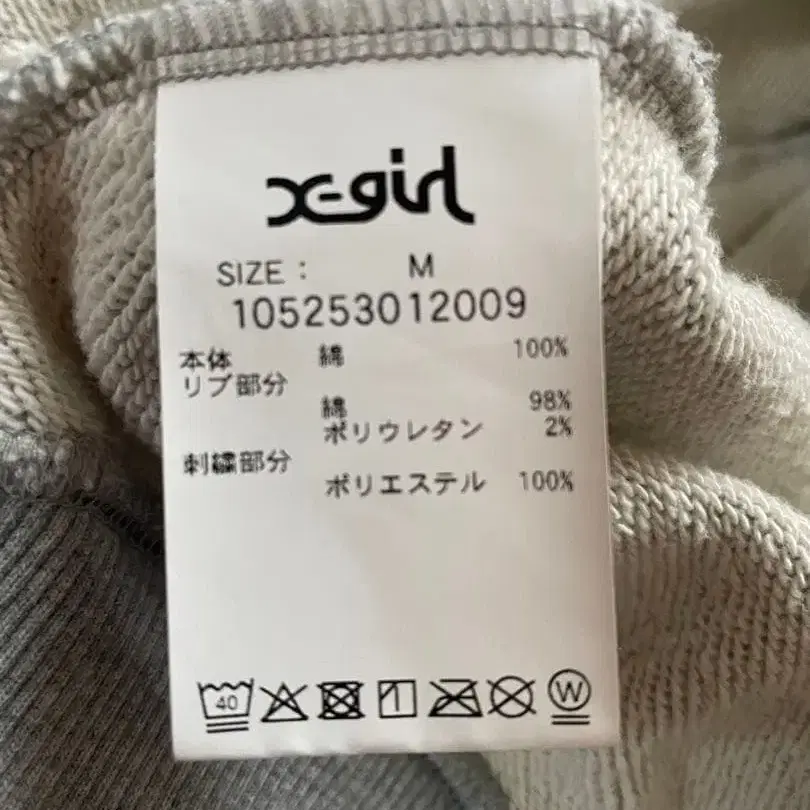 X-girl
SIZE : M
105253012009
本体 綿 100%
リブ部分
綿 98%
ポリウレタン 2%
刺繍部分
ポリエステル 100%
40 W